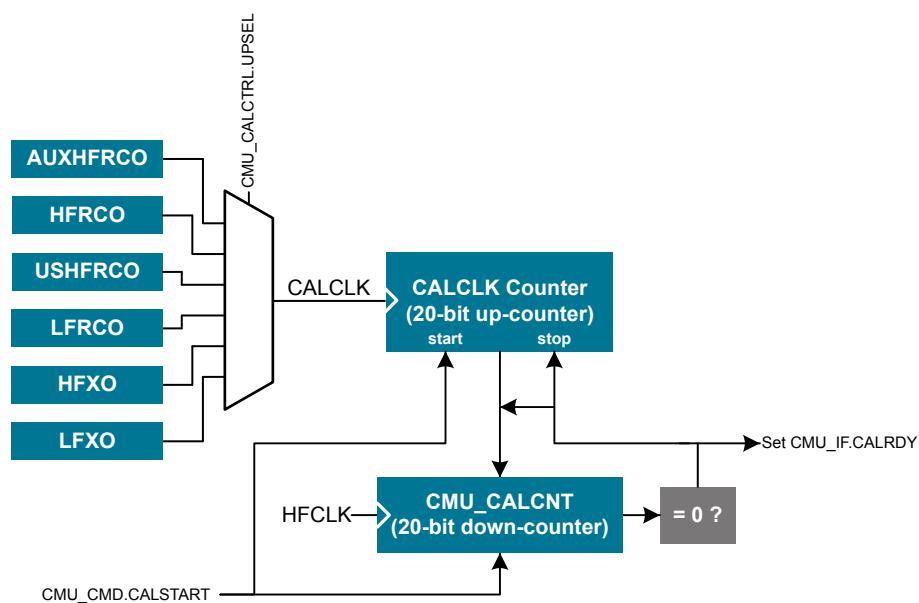 CMU_CALCTRL.UPSEL
AUXHFRCO
HFRCO
USHFRCO
LFRCO
HFXO
LFXO
CALCLK
CALCLK Counter
(20-bit up-counter)
start stop
Set CMU_IF.CALRDY
HFCLK
CMU_CALCNT
(20-bit down-counter)
= 0 ?
CMU_CMD.CALSTART